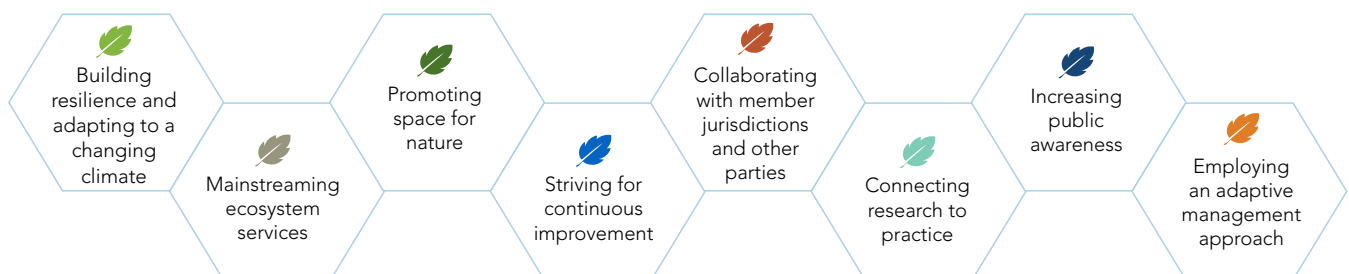 Building
resilience and
adapting to a
changing
climate
Mainstreaming
ecosystem
services
Promoting
space for
nature
Striving for
continuous
improvement
Collaborating
with member
jurisdictions
and other
parties
Connecting
research to
practice
Increasing
public
awareness
Employing
an adaptive
management
approach